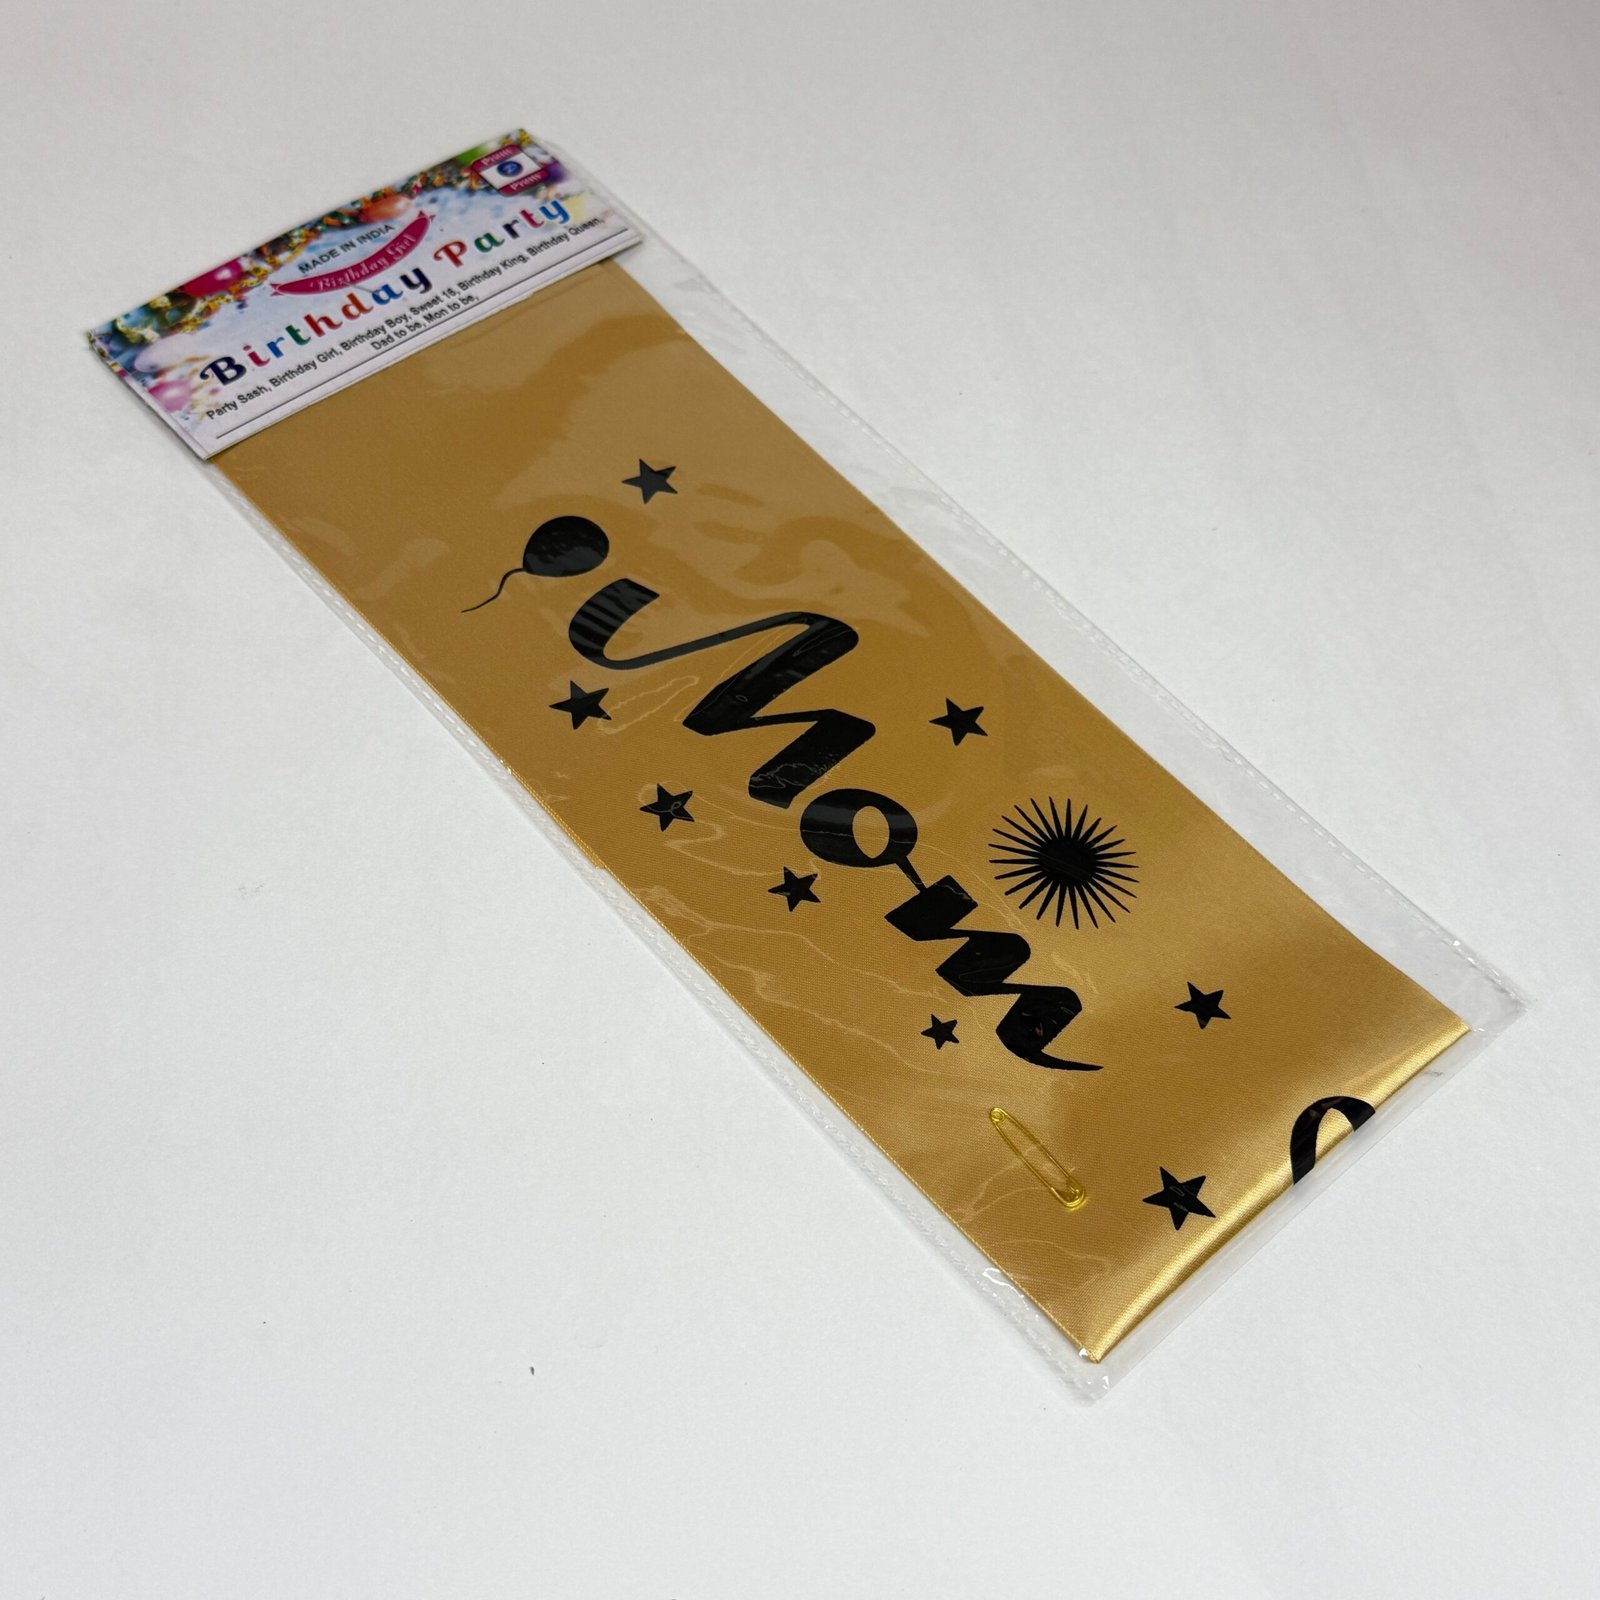 MADE IN INDIA
Birthday Girl
Birthday Party
Party Sash, Birthday Girl, Birthday Boy, Sweet 16, Birthday King, Birthday Queen,
Dad to be, Mon to be,
Mom